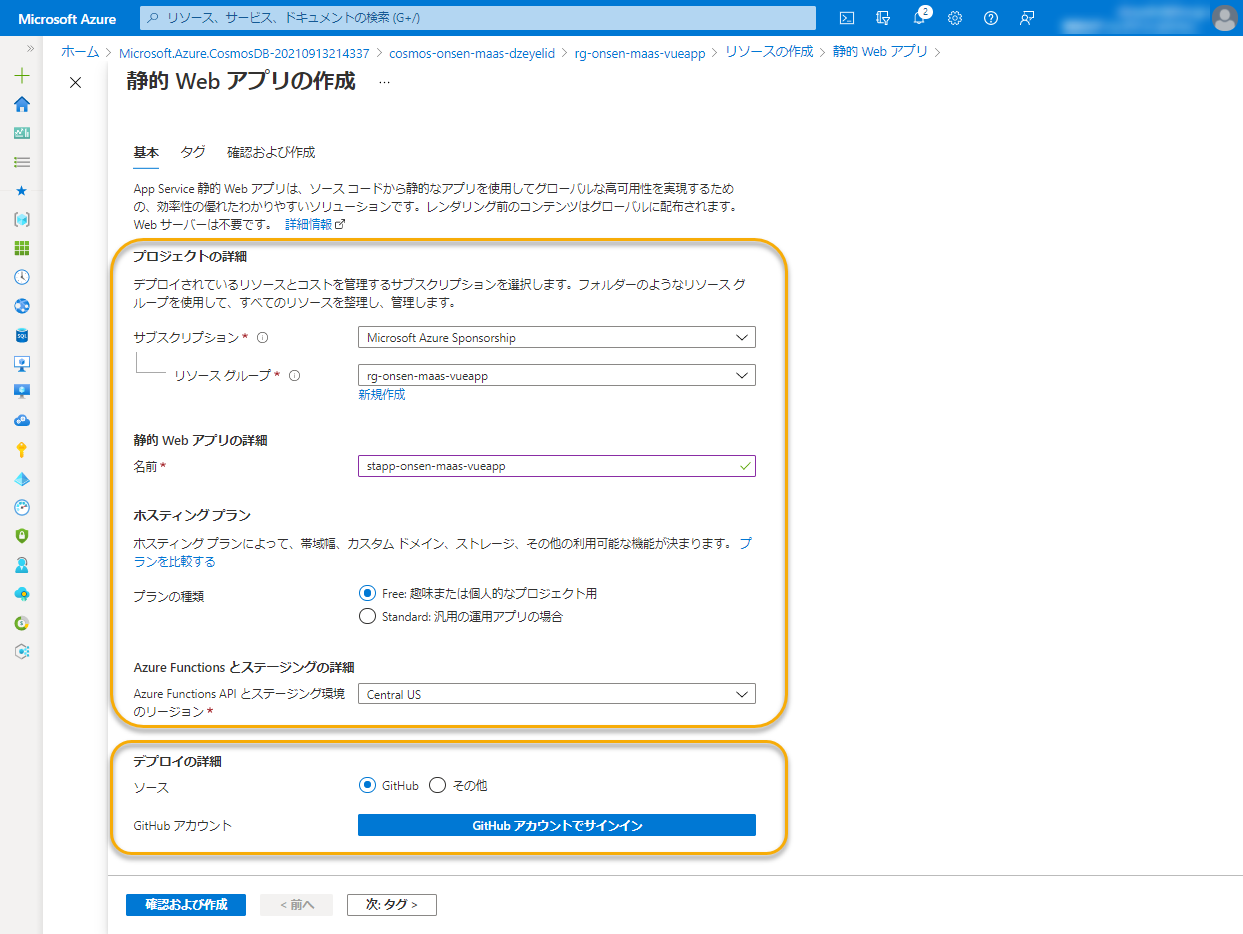 Microsoft Azure
リソース、サービス、ドキュメントの検索 (G+/)
2
ホーム > Microsoft.Azure.CosmosDB-20210913214337 > cosmos-onsen-maas-dzeyelid > rg-onsen-maas-vueapp > リソースの作成 > 静的 Web アプリ >
静的 Web アプリの作成 …
基本 タグ 確認および作成
App Service 静的 Web アプリは、ソース コードから静的なアプリを使用してグローバルな高可用性を実現するため
の、効率性の優れたわかりやすいソリューションです。レンダリング前のコンテンツはグローバルに配布されます。
Web サーバーは不要です。 詳細情報
プロジェクトの詳細
デプロイされているリソースとコストを管理するサブスクリプションを選択します。フォルダーのようなリソース グ
ループを使用して、すべてのリソースを整理し、管理します。
サブスクリプション * Microsoft Azure Sponsorship
リソース グループ * rg-onsen-maas-vueapp
新規作成
静的 Web アプリの詳細
名前 * stapp-onsen-maas-vueapp
ホスティング プラン
ホスティング プランによって、帯域幅、カスタム ドメイン、ストレージ、その他の利用可能な機能が決まります。 プ
ランを比較する
プランの種類 Free: 趣味または個人的なプロジェクト用
Standard: 汎用の運用アプリの場合
Azure Functions とステージングの詳細
Azure Functions API とステージング環境 Central US
のリージョン *
デプロイの詳細
ソース GitHub その他
GitHub アカウント GitHub アカウントでサインイン
確認および作成 < 前へ 次: タグ >